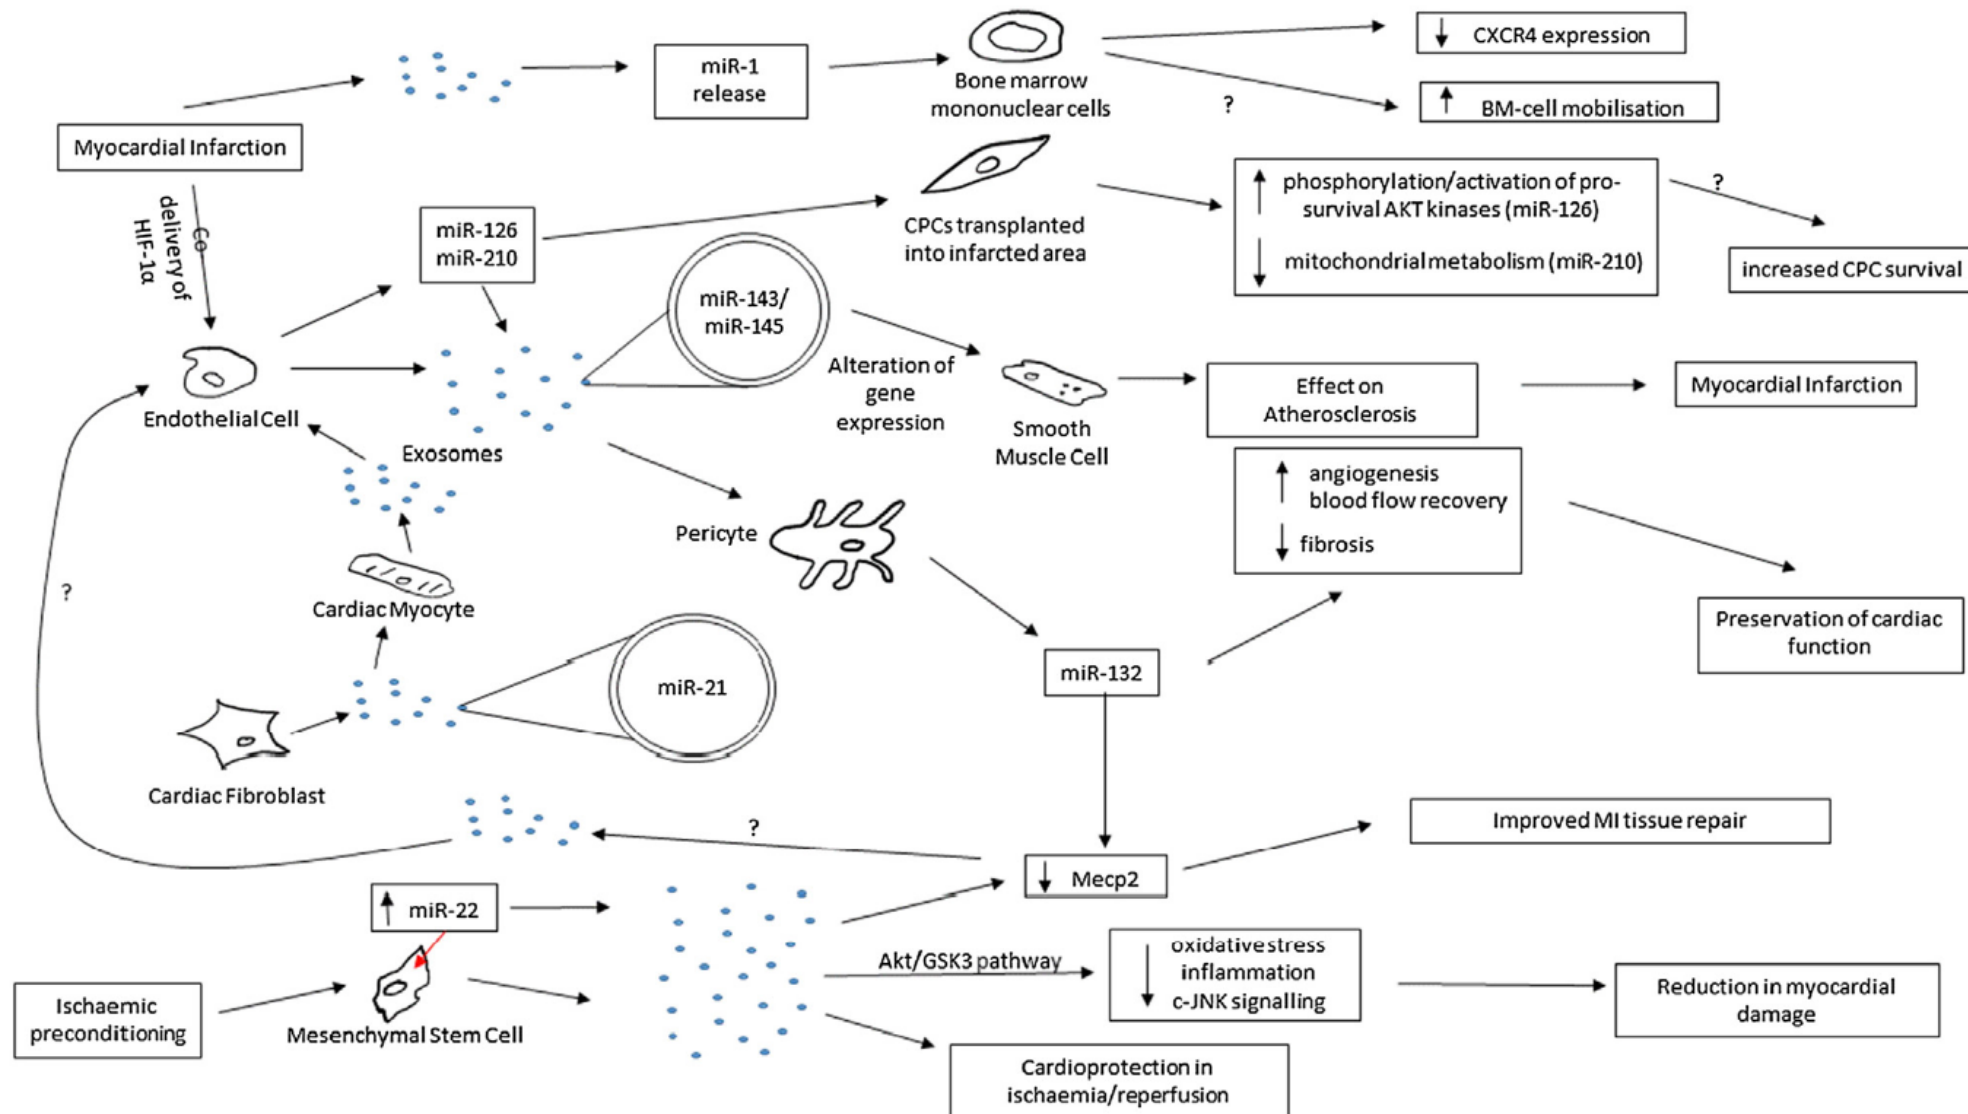 miR-1
release
Bone marrow
mononuclear cells
↓ CXCR4 expression
?
↑ BM-cell mobilisation
Myocardial Infarction
Co
delivery of
HIF-1α
miR-126
miR-210
CPCs transplanted
into infarcted area
↑ phosphorylation/activation of pro-
survival AKT kinases (miR-126)
↓ mitochondrial metabolism (miR-210)
?
increased CPC survival
miR-143/
miR-145
Endothelial Cell
Exosomes
Alteration of
gene
expression
Smooth
Muscle Cell
Effect on
Atherosclerosis
Myocardial Infarction
↑ angiogenesis
blood flow recovery
↓ fibrosis
Preservation of cardiac
function
Pericyte
?
Cardiac Myocyte
miR-21
miR-132
Cardiac Fibroblast
?
↓ Mecp2
Improved MI tissue repair
↑ miR-22
Ischaemic
preconditioning
Mesenchymal Stem Cell
Akt/GSK3 pathway
oxidative stress
inflammation
↓ c-JNK signalling
Reduction in myocardial
damage
Cardioprotection in
ischaemia/reperfusion